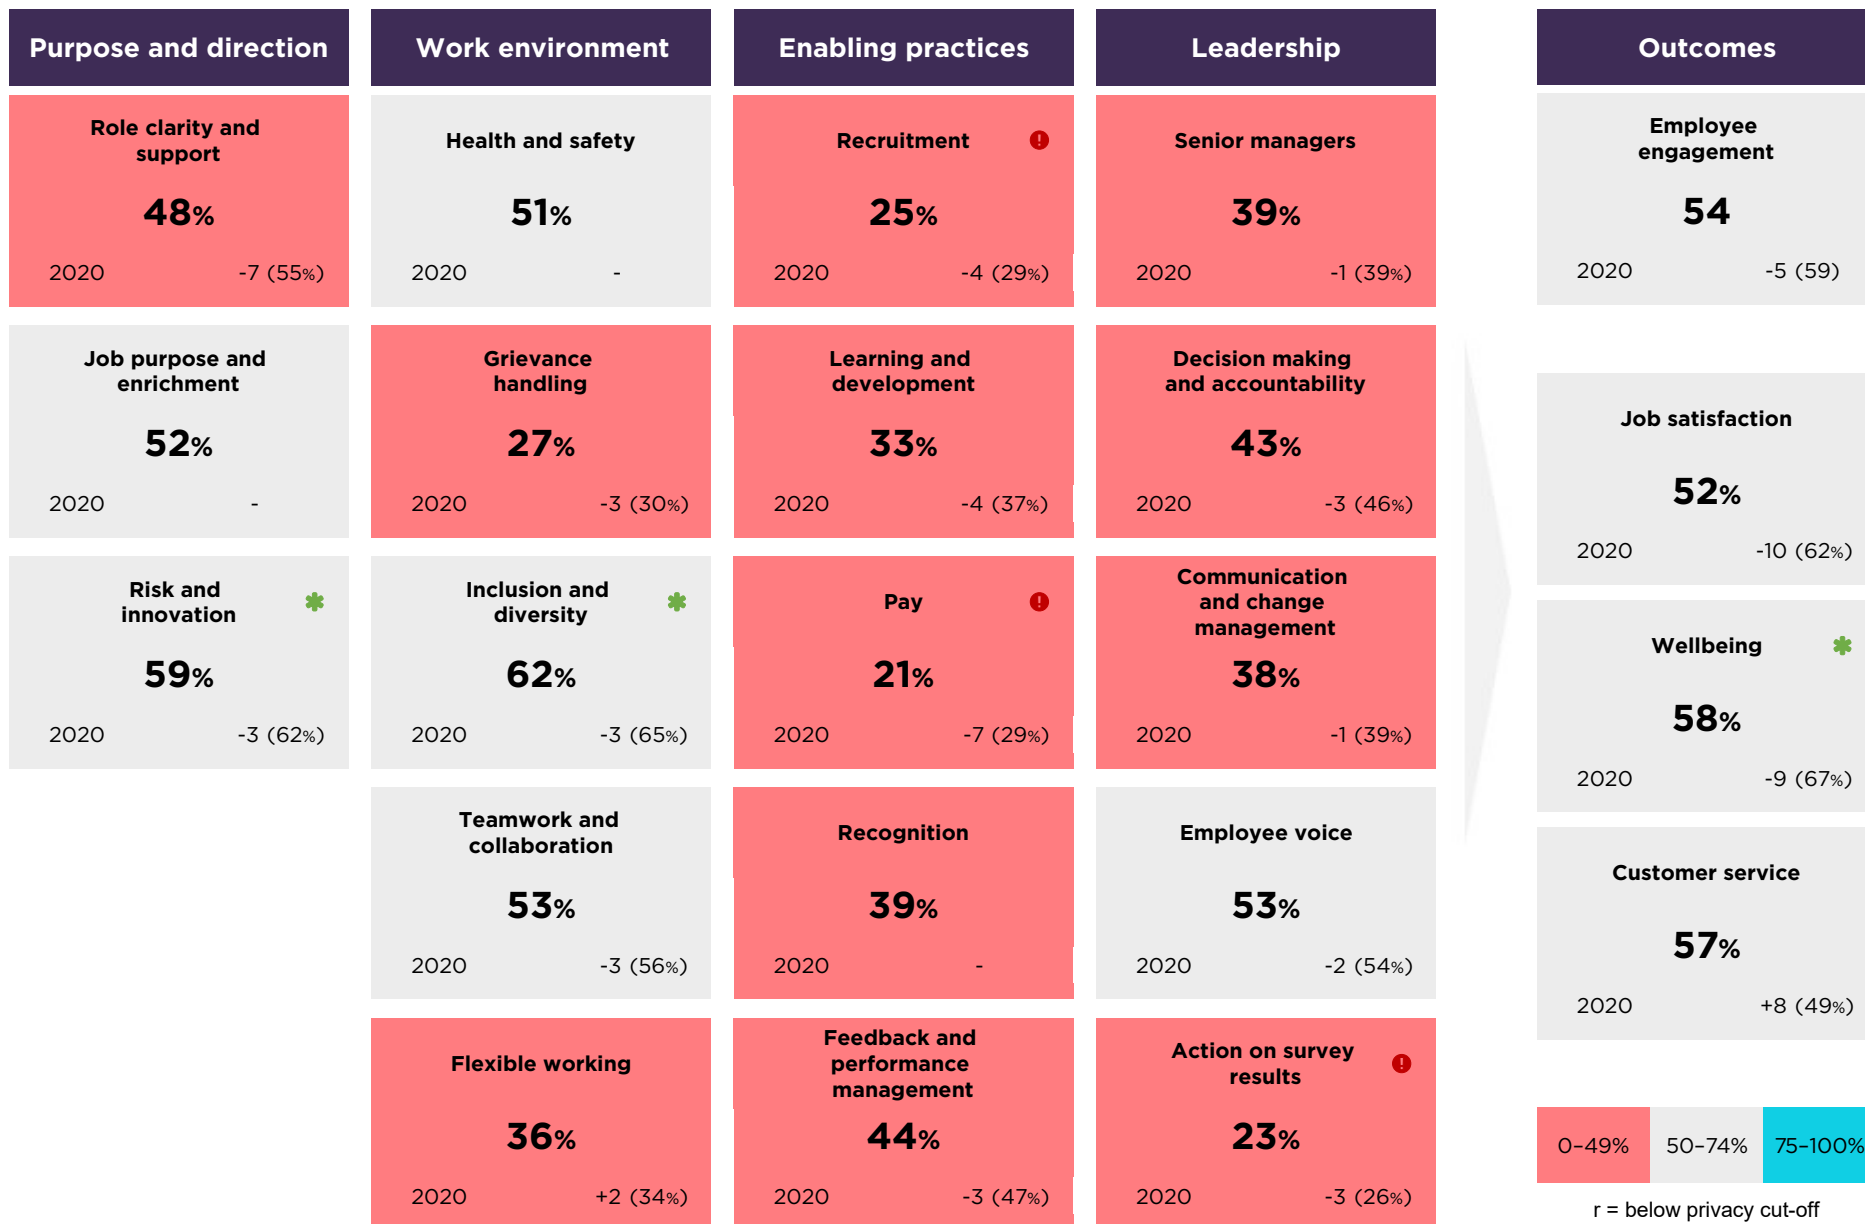 Purpose and direction
Role clarity and
support
48%
2020 -7 (55%)
Job purpose and
enrichment
52%
2020 -
Risk and
innovation
59%
2020 -3 (62%)
Work environment
Health and safety
51%
2020 -
Grievance
handling
27%
2020 -3 (30%)
Inclusion and
diversity
62%
2020 -3 (65%)
Teamwork and
collaboration
53%
2020 -3 (56%)
Flexible working
36%
2020 +2 (34%)
Enabling practices
Recruitment
25%
2020 -4 (29%)
Learning and
development
33%
2020 -4 (37%)
Pay
21%
2020 -7 (29%)
Recognition
39%
2020 -
Feedback and
performance
management
44%
2020 -3 (47%)
Leadership
Senior managers
39%
2020 -1 (39%)
Decision making
and accountability
43%
2020 -3 (46%)
Communication
and change
management
38%
2020 -1 (39%)
Employee voice
53%
2020 -2 (54%)
Action on survey
results
23%
2020 -3 (26%)
Outcomes
Employee
engagement
54
2020 -5 (59)
Job satisfaction
52%
2020 -10 (62%)
Wellbeing
58%
2020 -9 (67%)
Customer service
57%
2020 +8 (49%)
0–49% 50–74% 75–100%
r = below privacy cut-off